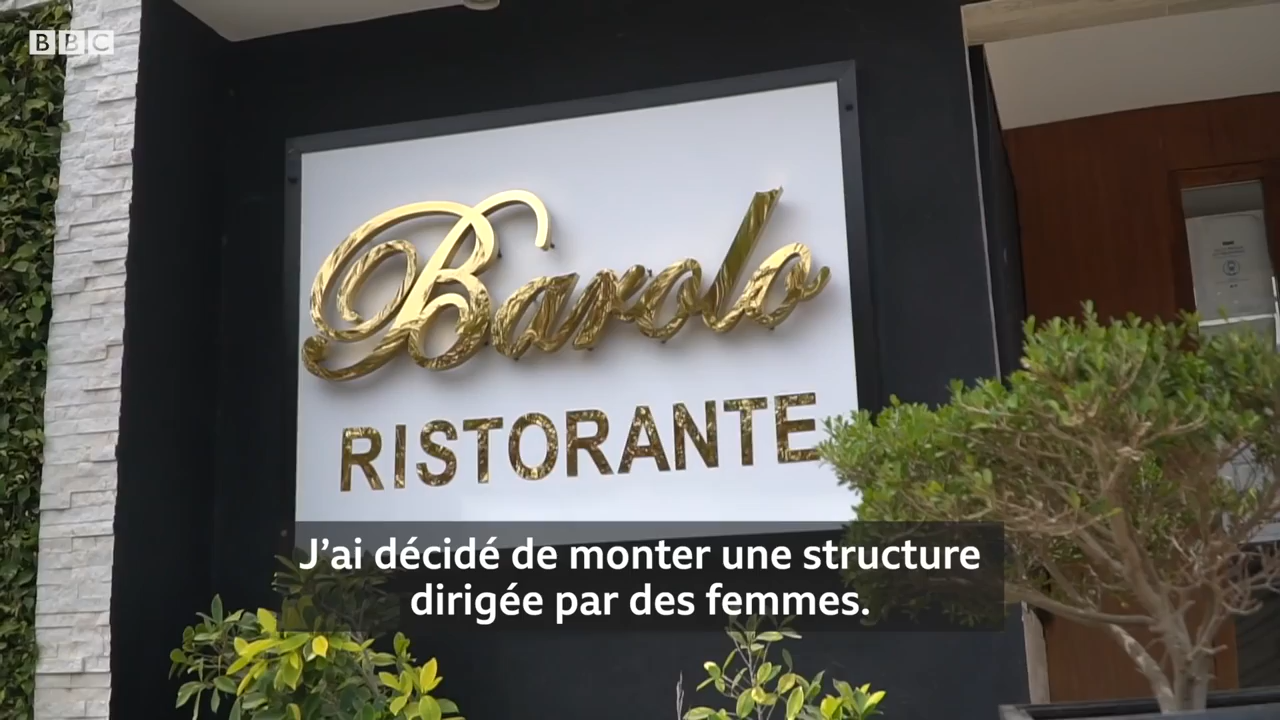 BBC
Barolo
RISTORANTE
J'ai décidé de monter une structure
dirigée par des femmes.